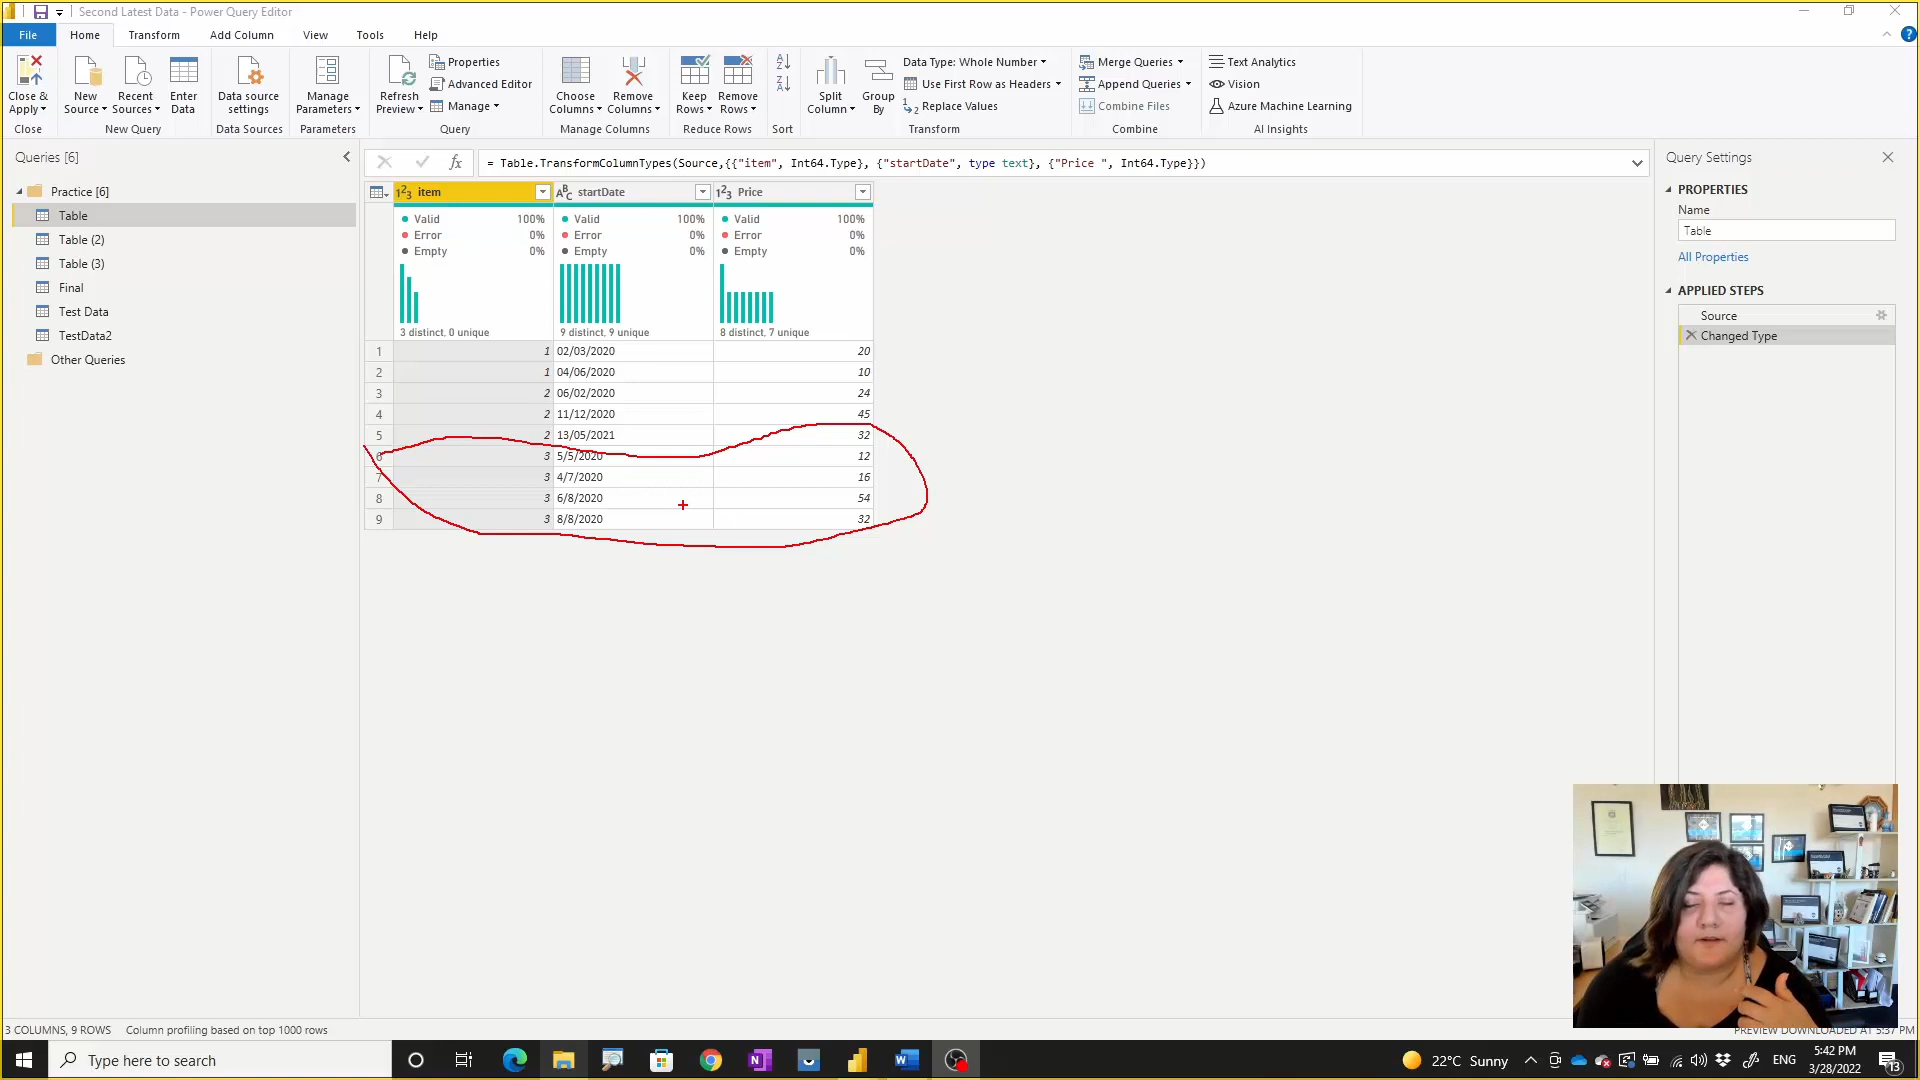 Second Latest Data - Power Query Editor
File Home Transform Add Column View Tools Help
Close & Apply
New Source
Recent Sources
Enter Data
Data source settings
Manage Parameters
Refresh Preview
Properties
Advanced Editor
Manage
Choose Columns
Remove Columns
Keep Rows
Remove Rows
Split Column
Group By
Data Type: Whole Number
Use First Row as Headers
Replace Values
Merge Queries
Append Queries
Combine Files
Text Analytics
Vision
Azure Machine Learning
Close New Query Data Sources Parameters Query Manage Columns Reduce Rows Sort Transform Combine AI Insights
Queries [6]
Practice [6]
Table
Table (2)
Table (3)
Final
Test Data
TestData2
Other Queries
fx = Table.TransformColumnTypes(Source,{{"item", Int64.Type}, {"startDate", type text}, {"Price ", Int64.Type}})
item startDate Price
Valid 100% Valid 100% Valid 100%
Error 0% Error 0% Error 0%
Empty 0% Empty 0% Empty 0%
3 distinct, 0 unique 9 distinct, 9 unique 8 distinct, 7 unique
1 1 02/03/2020 20
2 1 04/06/2020 10
3 2 06/02/2020 24
4 2 11/12/2020 45
5 2 13/05/2021 32
6 3 5/5/2020 12
7 3 4/7/2020 16
8 3 6/8/2020 54
9 3 8/8/2020 32
Query Settings
PROPERTIES
Name
Table
All Properties
APPLIED STEPS
Source
Changed Type
3 COLUMNS, 9 ROWS Column profiling based on top 1000 rows
PREVIEW DOWNLOADED AT 5:37 PM
Type here to search
22°C Sunny
ENG
5:42 PM
3/28/2022
13